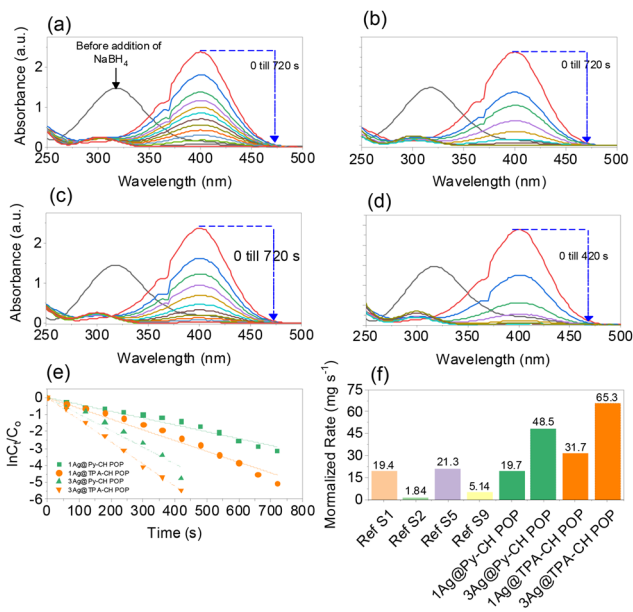 (a)
Before addition of
NaBH4
0 till 720 s
Absorbance (a.u.)
2
1
0
250 300 350 400 450 500
Wavelength (nm)
(b)
0 till 720 s
250 300 350 400 450 500
Wavelength (nm)
(c)
0 till 720 s
Absorbance (a.u.)
2
1
0
250 300 350 400 450 500
Wavelength (nm)
(d)
0 till 420 s
250 300 350 400 450 500
Wavelength (nm)
(e)
lnCt/Co
0
-1
-2
-3
-4
-5
-6
1Ag@Py-CH POP
1Ag@TPA-CH POP
3Ag@Py-CH POP
3Ag@TPA-CH POP
0 200 400 600 800
Time (s)
(f)
Mormalized Rate (mg s-1)
75
60
45
30
15
0
19.4
1.84
21.3
5.14
19.7
48.5
31.7
65.3
Ref S1
Ref S2
Ref S5
Ref S9
1Ag@Py-CH POP
3Ag@Py-CH POP
1Ag@TPA-CH POP
3Ag@TPA-CH POP